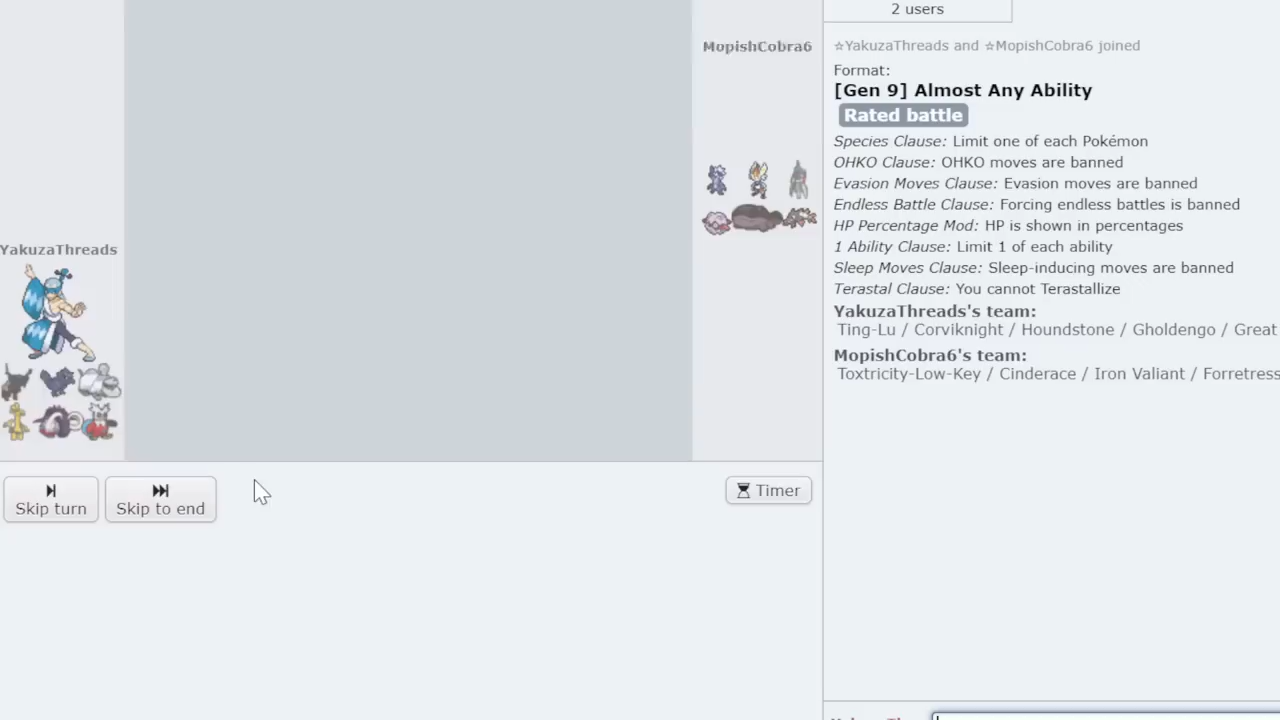 2 users
MopishCobra6
☆YakuzaThreads and ☆MopishCobra6 joined
Format:
[Gen 9] Almost Any Ability
Rated battle
Species Clause: Limit one of each Pokémon
OHKO Clause: OHKO moves are banned
Evasion Moves Clause: Evasion moves are banned
Endless Battle Clause: Forcing endless battles is banned
HP Percentage Mod: HP is shown in percentages
1 Ability Clause: Limit 1 of each ability
Sleep Moves Clause: Sleep-inducing moves are banned
Terastal Clause: You cannot Terastallize
YakuzaThreads's team:
Ting-Lu / Corviknight / Houndstone / Gholdengo / Great
MopishCobra6's team:
Toxtricity-Low-Key / Cinderace / Iron Valiant / Forretress
YakuzaThreads
Skip turn
Skip to end
Timer